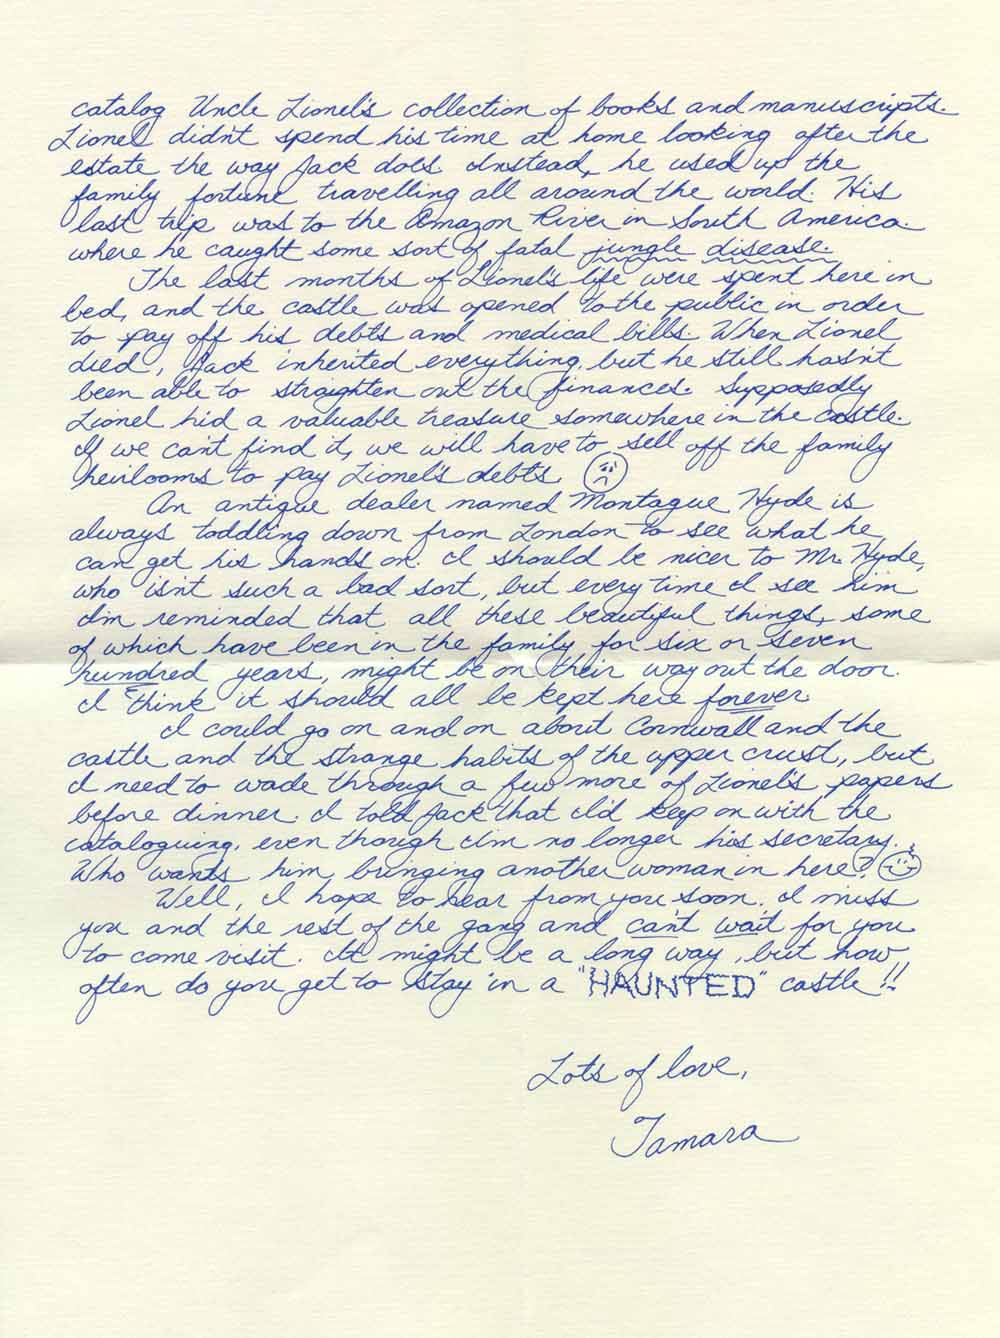 catalog Uncle Lionel's collection of books and manuscripts.
Lionel didn't spend his time at home looking after the
estate the way Jack does. Instead, he used up the
family fortune travelling all around the world. His
last trip was to the Amazon River in South America.
where he caught some sort of fatal jungle disease.
The last months of Lionel's life were spent here in
bed, and the castle was opened to the public in order
to pay off his debts and medical bills. When Lionel
died, Jack inherited everything, but he still hasn't
been able to straighten out the finances. Supposedly
Lionel hid a valuable treasure somewhere in the castle.
If we can't find it, we will have to sell off the family
heirlooms to pay Lionel's debts.
An antique dealer named Montague Hyde is
always toddling down from London to see what he
can get his hands on. I should be nicer to Mr. Hyde,
who isn't such a bad sort, but every time I see him
I'm reminded that all these beautiful things, some
of which have been in the family for six or seven
hundred years, might be on their way out the door.
I think it should all be kept here forever.
I could go on and on about Cornwall and the
castle and the strange habits of the upper crust, but
I need to wade through a few more of Lionel's papers
before dinner. I told Jack that I'd keep on with the
cataloguing, even though I'm no longer his secretary.
Who wants him bringing another woman in here?
Well, I hope to hear from you soon. I miss
you and the rest of the gang and can't wait for you
to come visit. It might be a long way, but how
often do you get to stay in a "HAUNTED" castle!!
Lots of love,
Tamara